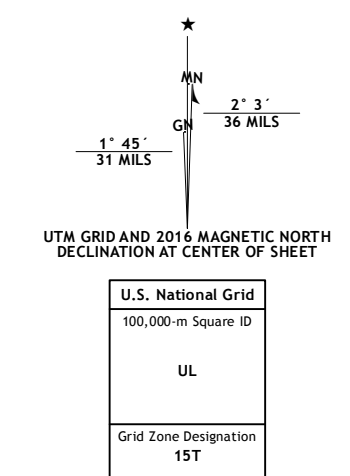 ★
MN
2° 3´
36 MILS
GN
1° 45´
31 MILS
UTM GRID AND 2016 MAGNETIC NORTH
DECLINATION AT CENTER OF SHEET
U.S. National Grid
100,000-m Square ID
UL
Grid Zone Designation
15T